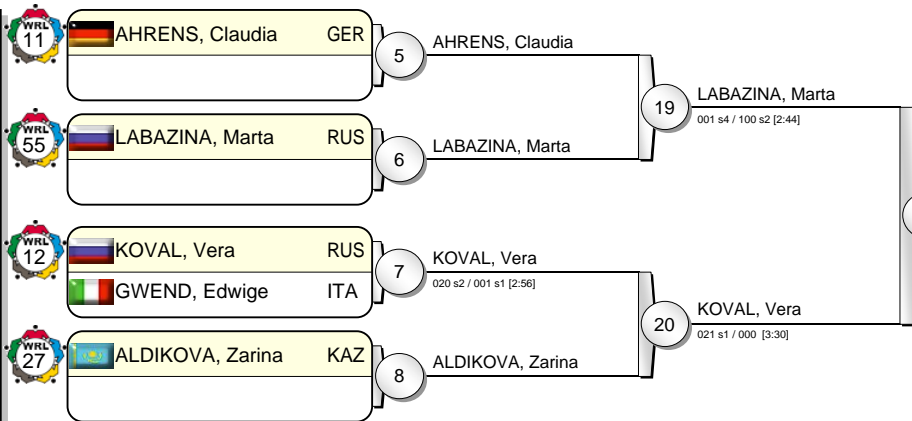 WRL
11
AHRENS, Claudia GER
5
AHRENS, Claudia
WRL
55
LABAZINA, Marta RUS
6
LABAZINA, Marta
19
LABAZINA, Marta
001 s4 / 100 s2 [2:44]
WRL
12
KOVAL, Vera RUS
GWEND, Edwige ITA
7
KOVAL, Vera
020 s2 / 001 s1 [2:56]
WRL
27
ALDIKOVA, Zarina KAZ
8
ALDIKOVA, Zarina
20
KOVAL, Vera
021 s1 / 000 [3:30]